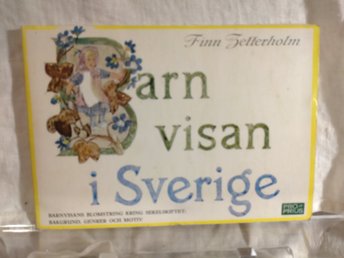 Finn Zetterholm
Barn
visan
i Sverige
BARNVISANS BLOMSTRING KRING SEKELSKIFTET:
BAKGRUND, GENRER OCH MOTIV.
PRO
PRIUS